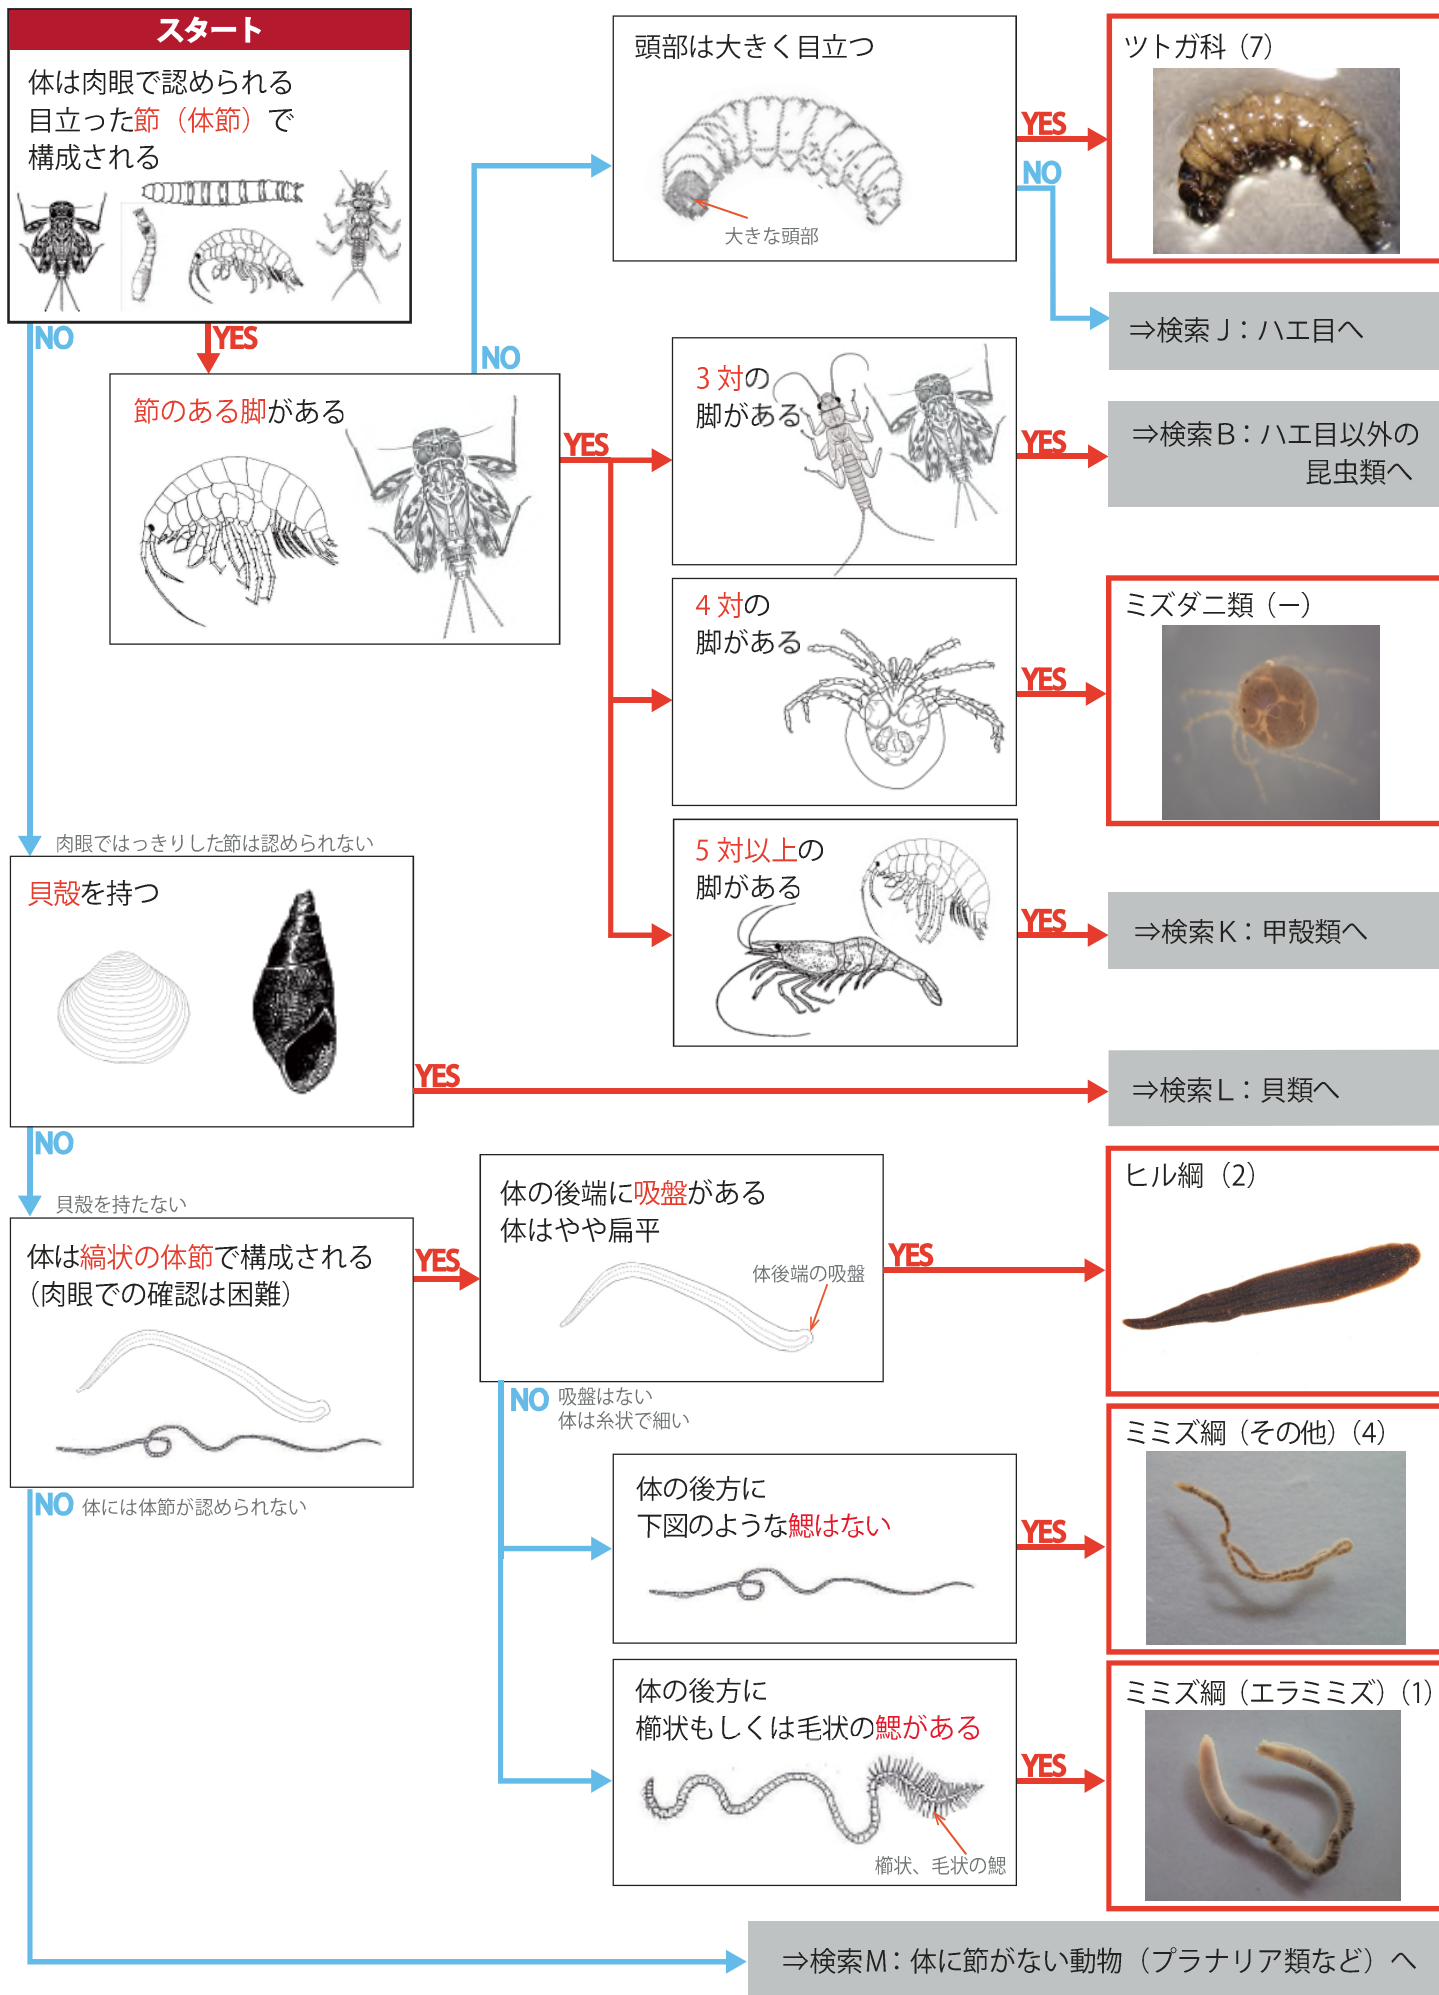 スタート
体は肉眼で認められる
目立った節（体節）で
構成される
NO
YES
節のある脚がある
NO
YES
頭部は大きく目立つ
大きな頭部
YES
NO
ツトガ科（7）
⇒検索J：ハエ目へ
3対の
脚がある
YES
⇒検索B：ハエ目以外の
昆虫類へ
4対の
脚がある
YES
ミズダニ類（－）
5対以上の
脚がある
YES
⇒検索K：甲殻類へ
肉眼ではっきりした節は認められない
貝殻を持つ
YES
⇒検索L：貝類へ
NO
貝殻を持たない
体は縞状の体節で構成される
（肉眼での確認は困難）
YES
体の後端に吸盤がある
体はやや扁平
体後端の吸盤
YES
ヒル綱（2）
NO
吸盤はない
体は糸状で細い
体の後方に
下図のような鰓はない
YES
ミミズ綱（その他）（4）
体の後方に
櫛状もしくは毛状の鰓がある
櫛状、毛状の鰓
YES
ミミズ綱（エラミミズ）（1）
NO 体には体節が認められない
⇒検索M：体に節がない動物（プラナリア類など）へ